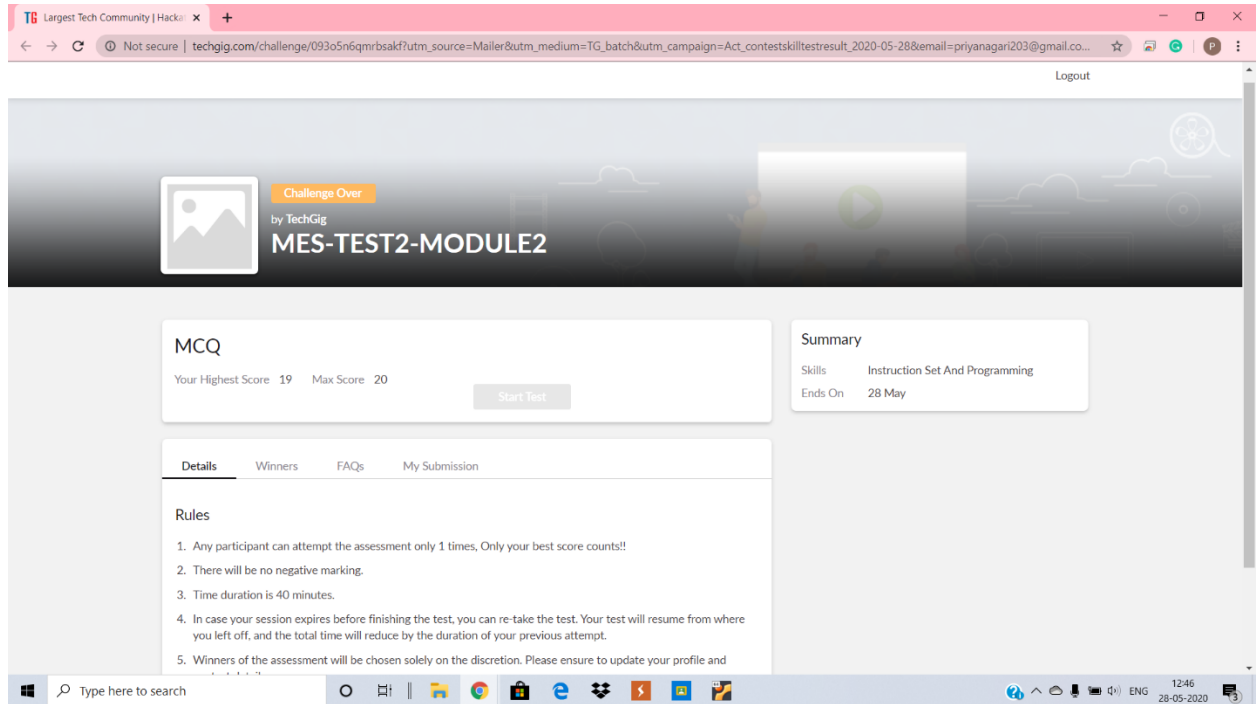 TG Largest Tech Community | Hacka
Not secure | techgig.com/challenge/093o5n6qmrbsakf?utm_source=Mailer&utm_medium=TG_batch&utm_campaign=Act_contestskilltestresult_2020-05-28&email=priyanagari203@gmail.co...
P
Logout
Challenge Over
by TechGig
MES-TEST2-MODULE2
MCQ
Your Highest Score 19 Max Score 20
Start Test
Summary
Skills Instruction Set And Programming
Ends On 28 May
Details Winners FAQs My Submission
Rules
1. Any participant can attempt the assessment only 1 times, Only your best score counts!!
2. There will be no negative marking.
3. Time duration is 40 minutes.
4. In case your session expires before finishing the test, you can re-take the test. Your test will resume from where
you left off, and the total time will reduce by the duration of your previous attempt.
5. Winners of the assessment will be chosen solely on the discretion. Please ensure to update your profile and
Type here to search
ENG
12:46
28-05-2020
3